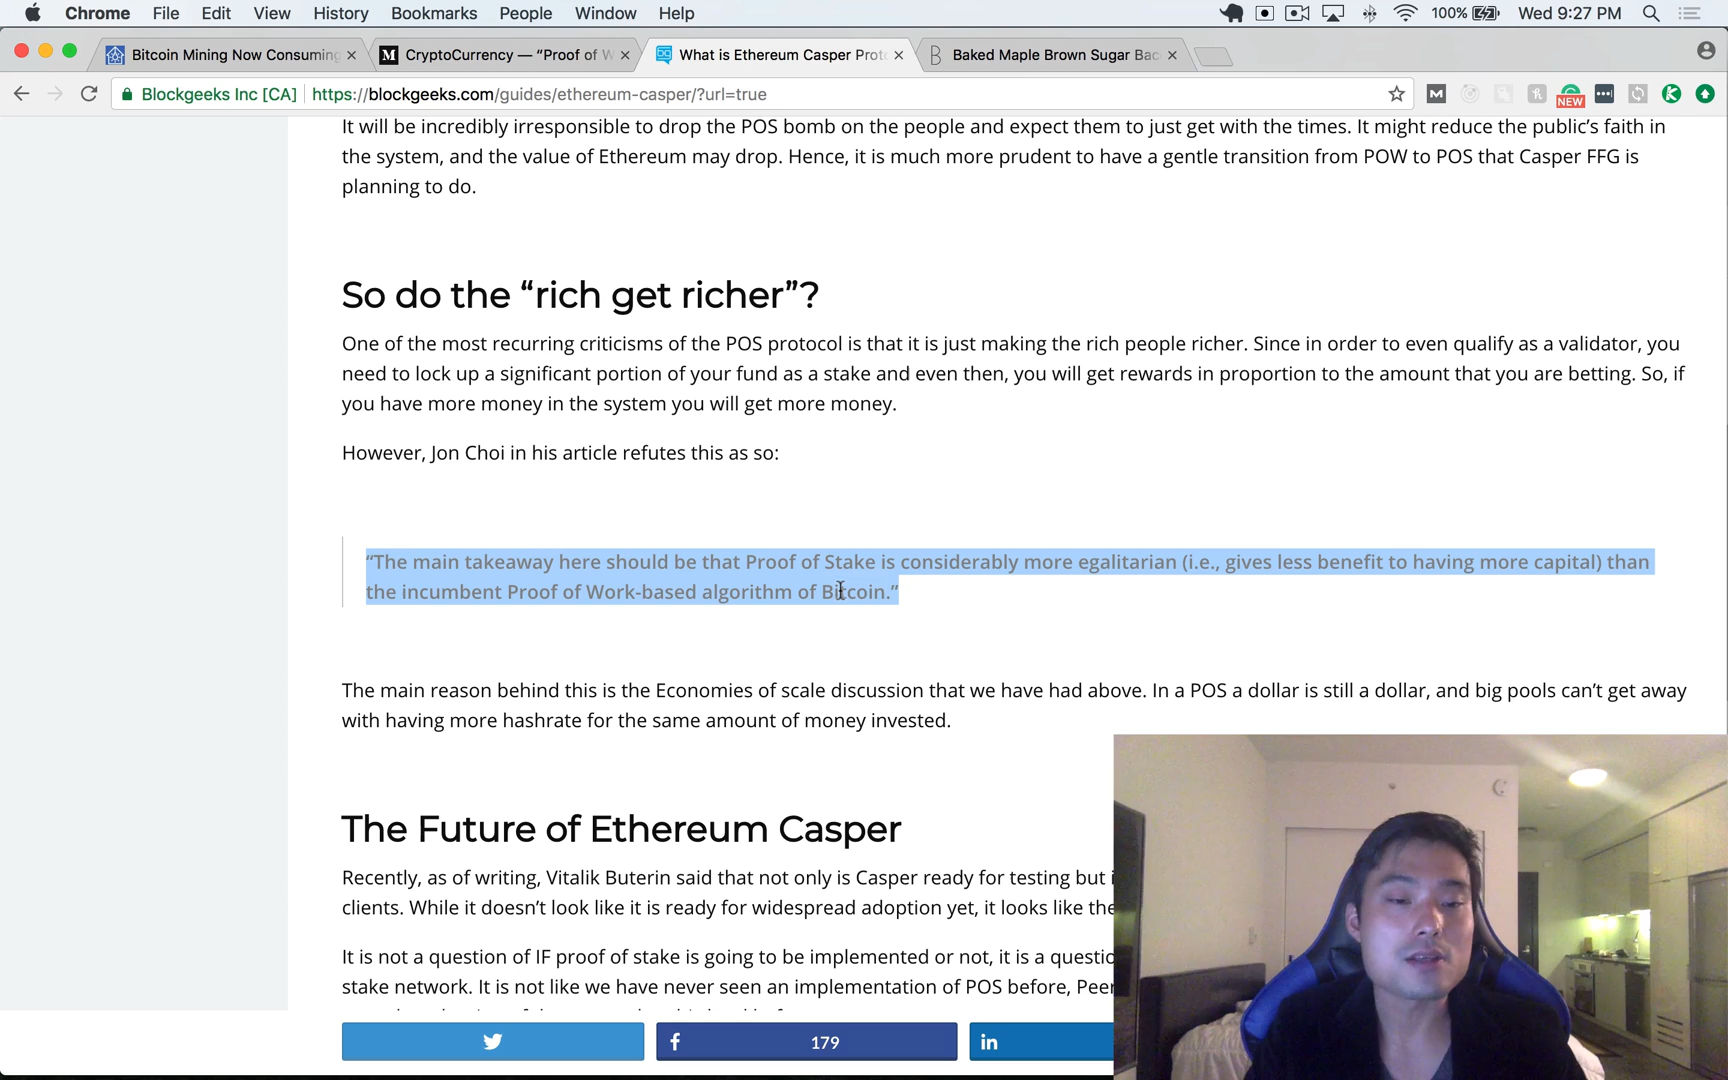 Chrome File Edit View History Bookmarks People Window Help 100% Wed 9:27 PM
Bitcoin Mining Now Consuming M CryptoCurrency — “Proof of W What is Ethereum Casper Proto Baked Maple Brown Sugar Bac
Blockgeeks Inc [CA] https://blockgeeks.com/guides/ethereum-casper/?url=true NEW
It will be incredibly irresponsible to drop the POS bomb on the people and expect them to just get with the times. It might reduce the public’s faith in
the system, and the value of Ethereum may drop. Hence, it is much more prudent to have a gentle transition from POW to POS that Casper FFG is
planning to do.
So do the “rich get richer”?
One of the most recurring criticisms of the POS protocol is that it is just making the rich people richer. Since in order to even qualify as a validator, you
need to lock up a significant portion of your fund as a stake and even then, you will get rewards in proportion to the amount that you are betting. So, if
you have more money in the system you will get more money.
However, Jon Choi in his article refutes this as so:
“The main takeaway here should be that Proof of Stake is considerably more egalitarian (i.e., gives less benefit to having more capital) than
the incumbent Proof of Work-based algorithm of Bitcoin.”
The main reason behind this is the Economies of scale discussion that we have had above. In a POS a dollar is still a dollar, and big pools can’t get away
with having more hashrate for the same amount of money invested.
The Future of Ethereum Casper
Recently, as of writing, Vitalik Buterin said that not only is Casper ready for testing but
clients. While it doesn’t look like it is ready for widespread adoption yet, it looks like the
It is not a question of IF proof of stake is going to be implemented or not, it is a questio
stake network. It is not like we have never seen an implementation of POS before, Peer
179